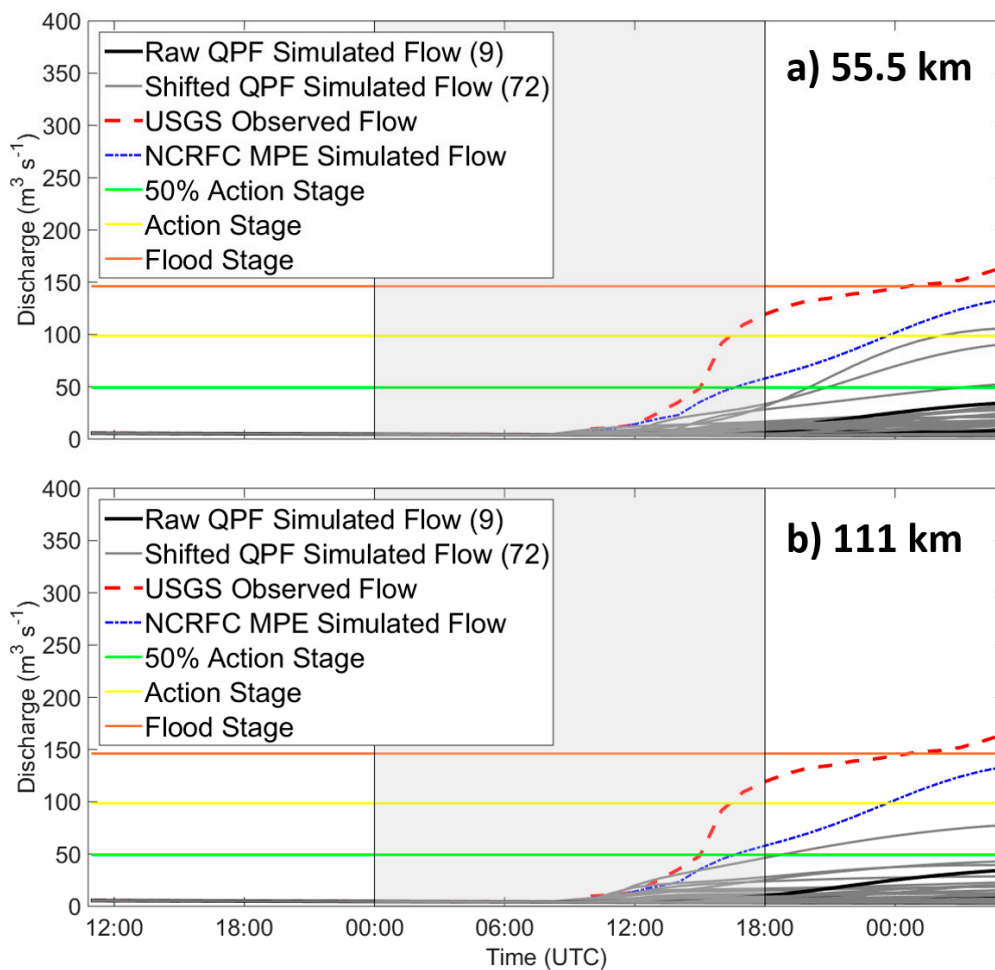 400
350
300
250
200
150
100
50
0
Discharge (m³ s⁻¹)
Raw QPF Simulated Flow (9)
Shifted QPF Simulated Flow (72)
USGS Observed Flow
NCRFC MPE Simulated Flow
50% Action Stage
Action Stage
Flood Stage
a) 55.5 km
400
350
300
250
200
150
100
50
0
Discharge (m³ s⁻¹)
Raw QPF Simulated Flow (9)
Shifted QPF Simulated Flow (72)
USGS Observed Flow
NCRFC MPE Simulated Flow
50% Action Stage
Action Stage
Flood Stage
b) 111 km
12:00 18:00 00:00 06:00 12:00 18:00 00:00
Time (UTC)